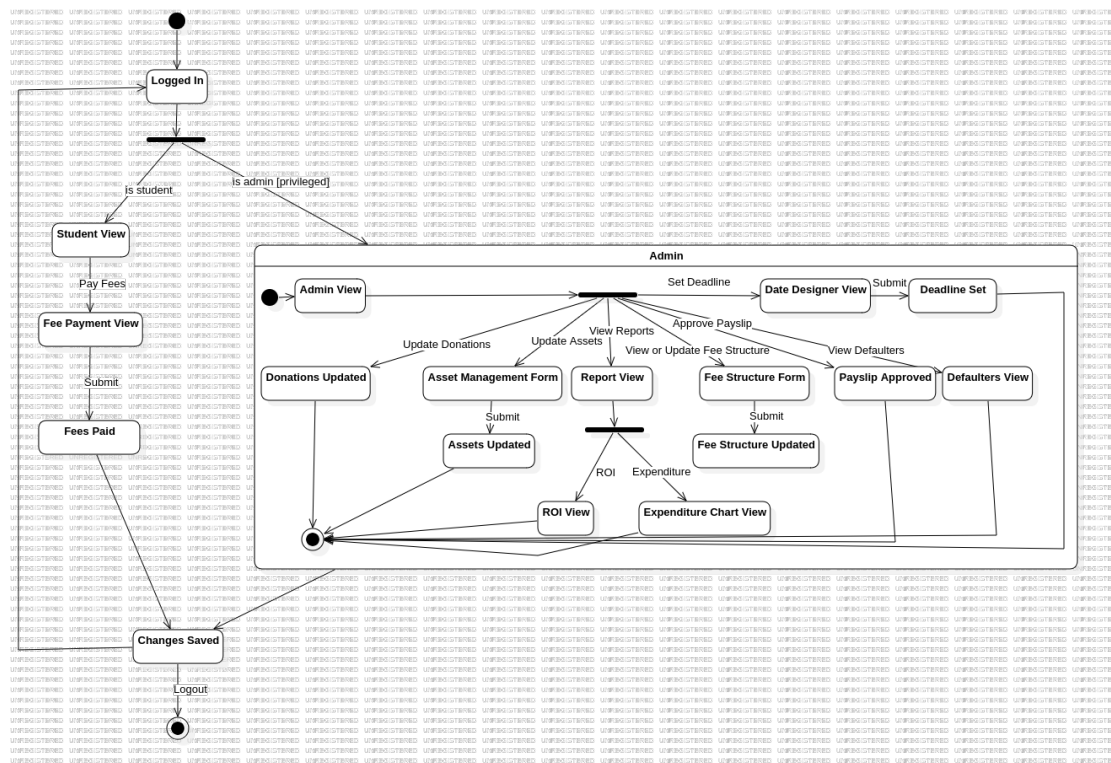 Logged In
is student
is admin [privileged]
Student View
Pay Fees
Fee Payment View
Submit
Fees Paid
Admin
Admin View
Set Deadline
Date Designer View
Submit
Deadline Set
Update Donations
Update Assets
View Reports
View or Update Fee Structure
Approve Payslip
View Defaulters
Donations Updated
Asset Management Form
Report View
Fee Structure Form
Payslip Approved
Defaulters View
Submit
Submit
Assets Updated
Fee Structure Updated
ROI
Expenditure
ROI View
Expenditure Chart View
Changes Saved
Logout